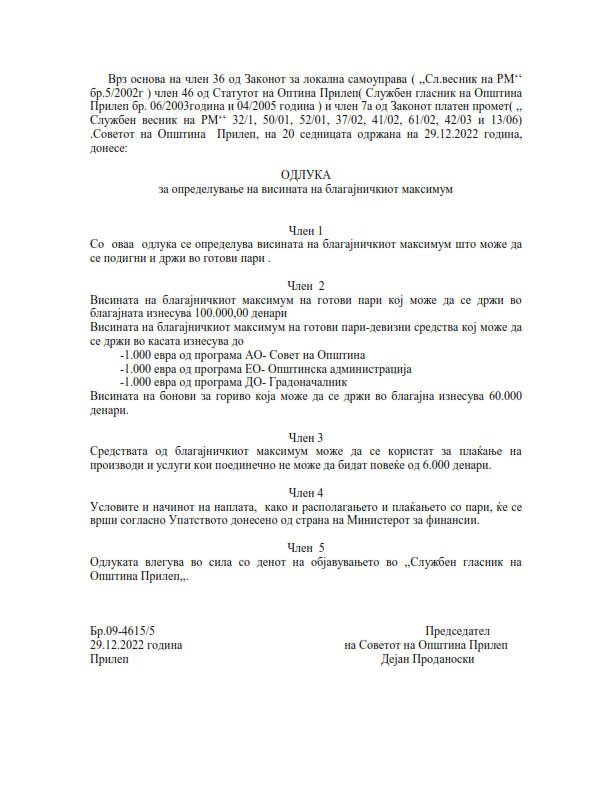 Врз основа на член 36 од Законот за локална самоуправа ( ,,Сл.весник на РМ‘‘
бр.5/2002г ) член 46 од Статутот на Оптина Прилеп( Службен гласник на Општина
Прилеп бр. 06/2003година и 04/2005 година ) и член 7а од Законот платен промет( ,,
Службен весник на РМ‘‘ 32/1, 50/01, 52/01, 37/02, 41/02, 61/02, 42/03 и 13/06)
.Советот на Општина Прилеп, на 20 седницата одржана на 29.12.2022 година,
донесе:
ОДЛУКА
за определување на висината на благајничкиот максимум
Член 1
Со оваа одлука се определува висината на благајничкиот максимум што може да
се подигни и држи во готови пари .
Член 2
Висината на благајничкиот максимум на готови пари кој може да се држи во
благајната изнесува 100.000,00 денари
Висината на благајничкиот максимум на готови пари-девизни средства кој може да
се држи во касата изнесува до
-1.000 евра од програма АО- Совет на Општина
-1.000 евра од програма ЕО- Општинска администрација
-1.000 евра од програма ДО- Градоначалник
Висината на бонови за гориво која може да се држи во благајна изнесува 60.000
денари.
Член 3
Средствата од благајничкиот максимум може да се користат за плаќање на
производи и услуги кои поединечно не може да бидат повеќе од 6.000 денари.
Член 4
Условите и начинот на наплата, како и располагањето и плаќањето со пари, ќе се
врши согласно Упатството донесено од страна на Министерот за финансии.
Член 5
Одлуката влегува во сила со денот на објавувањето во ,,Службен гласник на
Општина Прилеп,,.
Бр.09-4615/5 Председател
29.12.2022 година на Советот на Општина Прилеп
Прилеп Дејан Проданоски